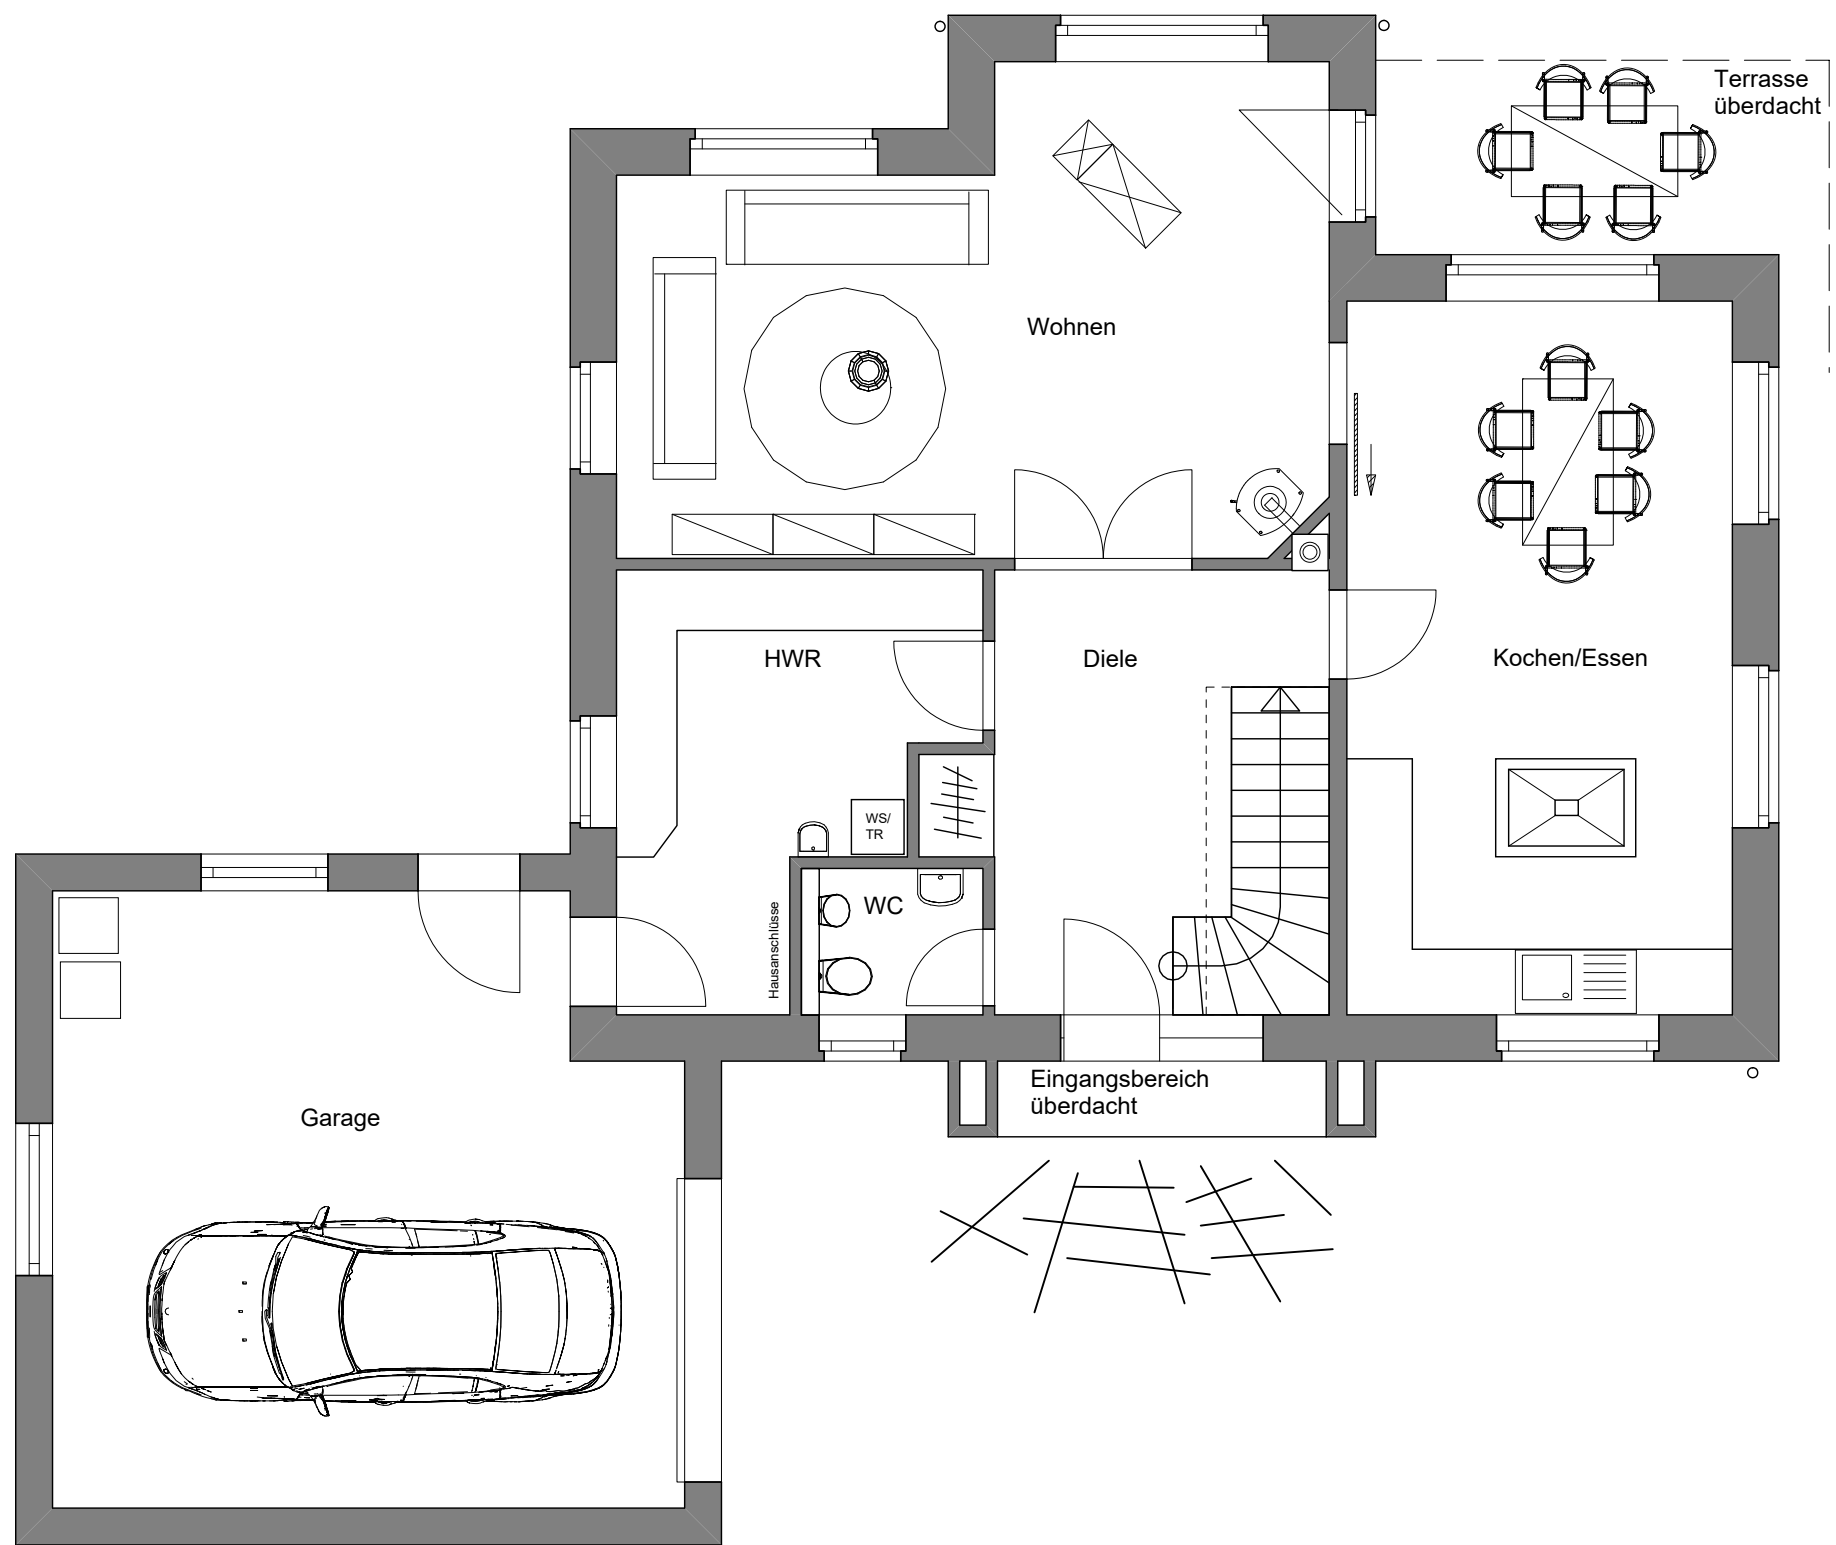 Terrasse
überdacht
Wohnen
HWR
Diele
Kochen/Essen
WS/
TR
Hausanschlüsse
WC
Eingangsbereich
überdacht
Garage